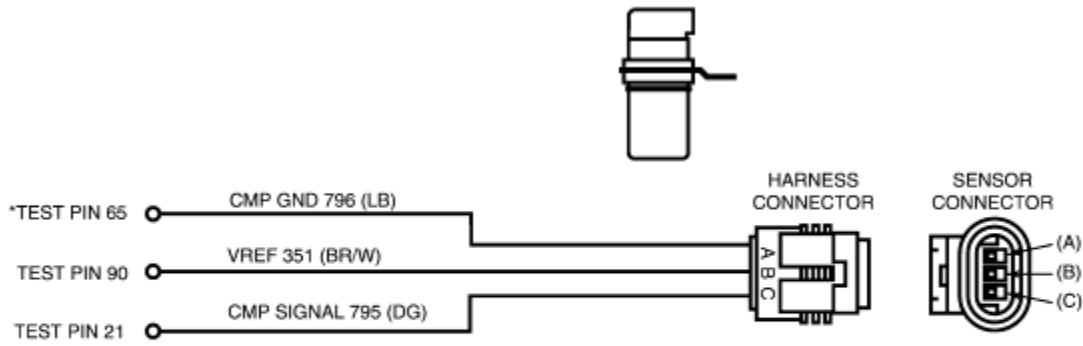 HARNESS
CONNECTOR
SENSOR
CONNECTOR
*TEST PIN 65
CMP GND 796 (LB)
A
(A)
TEST PIN 90
VREF 351 (BR/W)
B
(B)
TEST PIN 21
CMP SIGNAL 795 (DG)
C
(C)